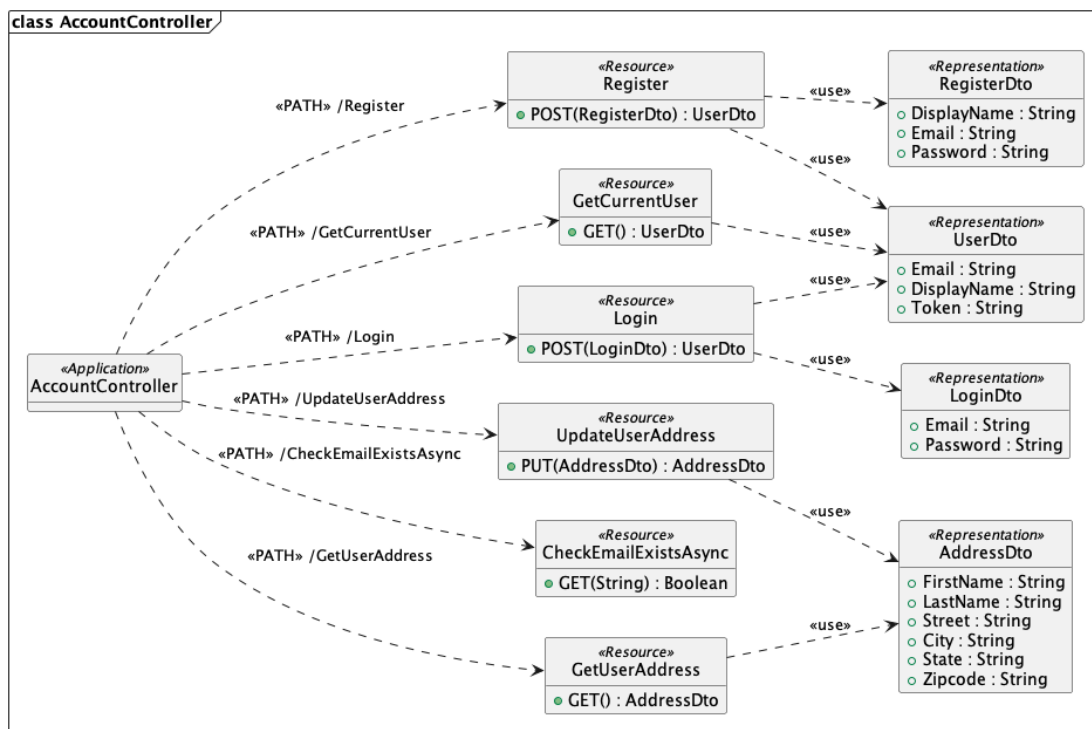 class AccountController
«Resource»
Register
POST(RegisterDto) : UserDto
«Representation»
RegisterDto
DisplayName : String
Email : String
Password : String
«PATH» /Register
«use»
«use»
«Resource»
GetCurrentUser
GET() : UserDto
«PATH» /GetCurrentUser
«use»
«Representation»
UserDto
Email : String
DisplayName : String
Token : String
«Resource»
Login
POST(LoginDto) : UserDto
«PATH» /Login
«use»
«use»
«Application»
AccountController
«Representation»
LoginDto
Email : String
Password : String
«PATH» /UpdateUserAddress
«Resource»
UpdateUserAddress
PUT(AddressDto) : AddressDto
«PATH» /CheckEmailExistsAsync
«use»
«Resource»
CheckEmailExistsAsync
GET(String) : Boolean
«PATH» /GetUserAddress
«Representation»
AddressDto
FirstName : String
LastName : String
Street : String
City : String
State : String
Zipcode : String
«use»
«Resource»
GetUserAddress
GET() : AddressDto